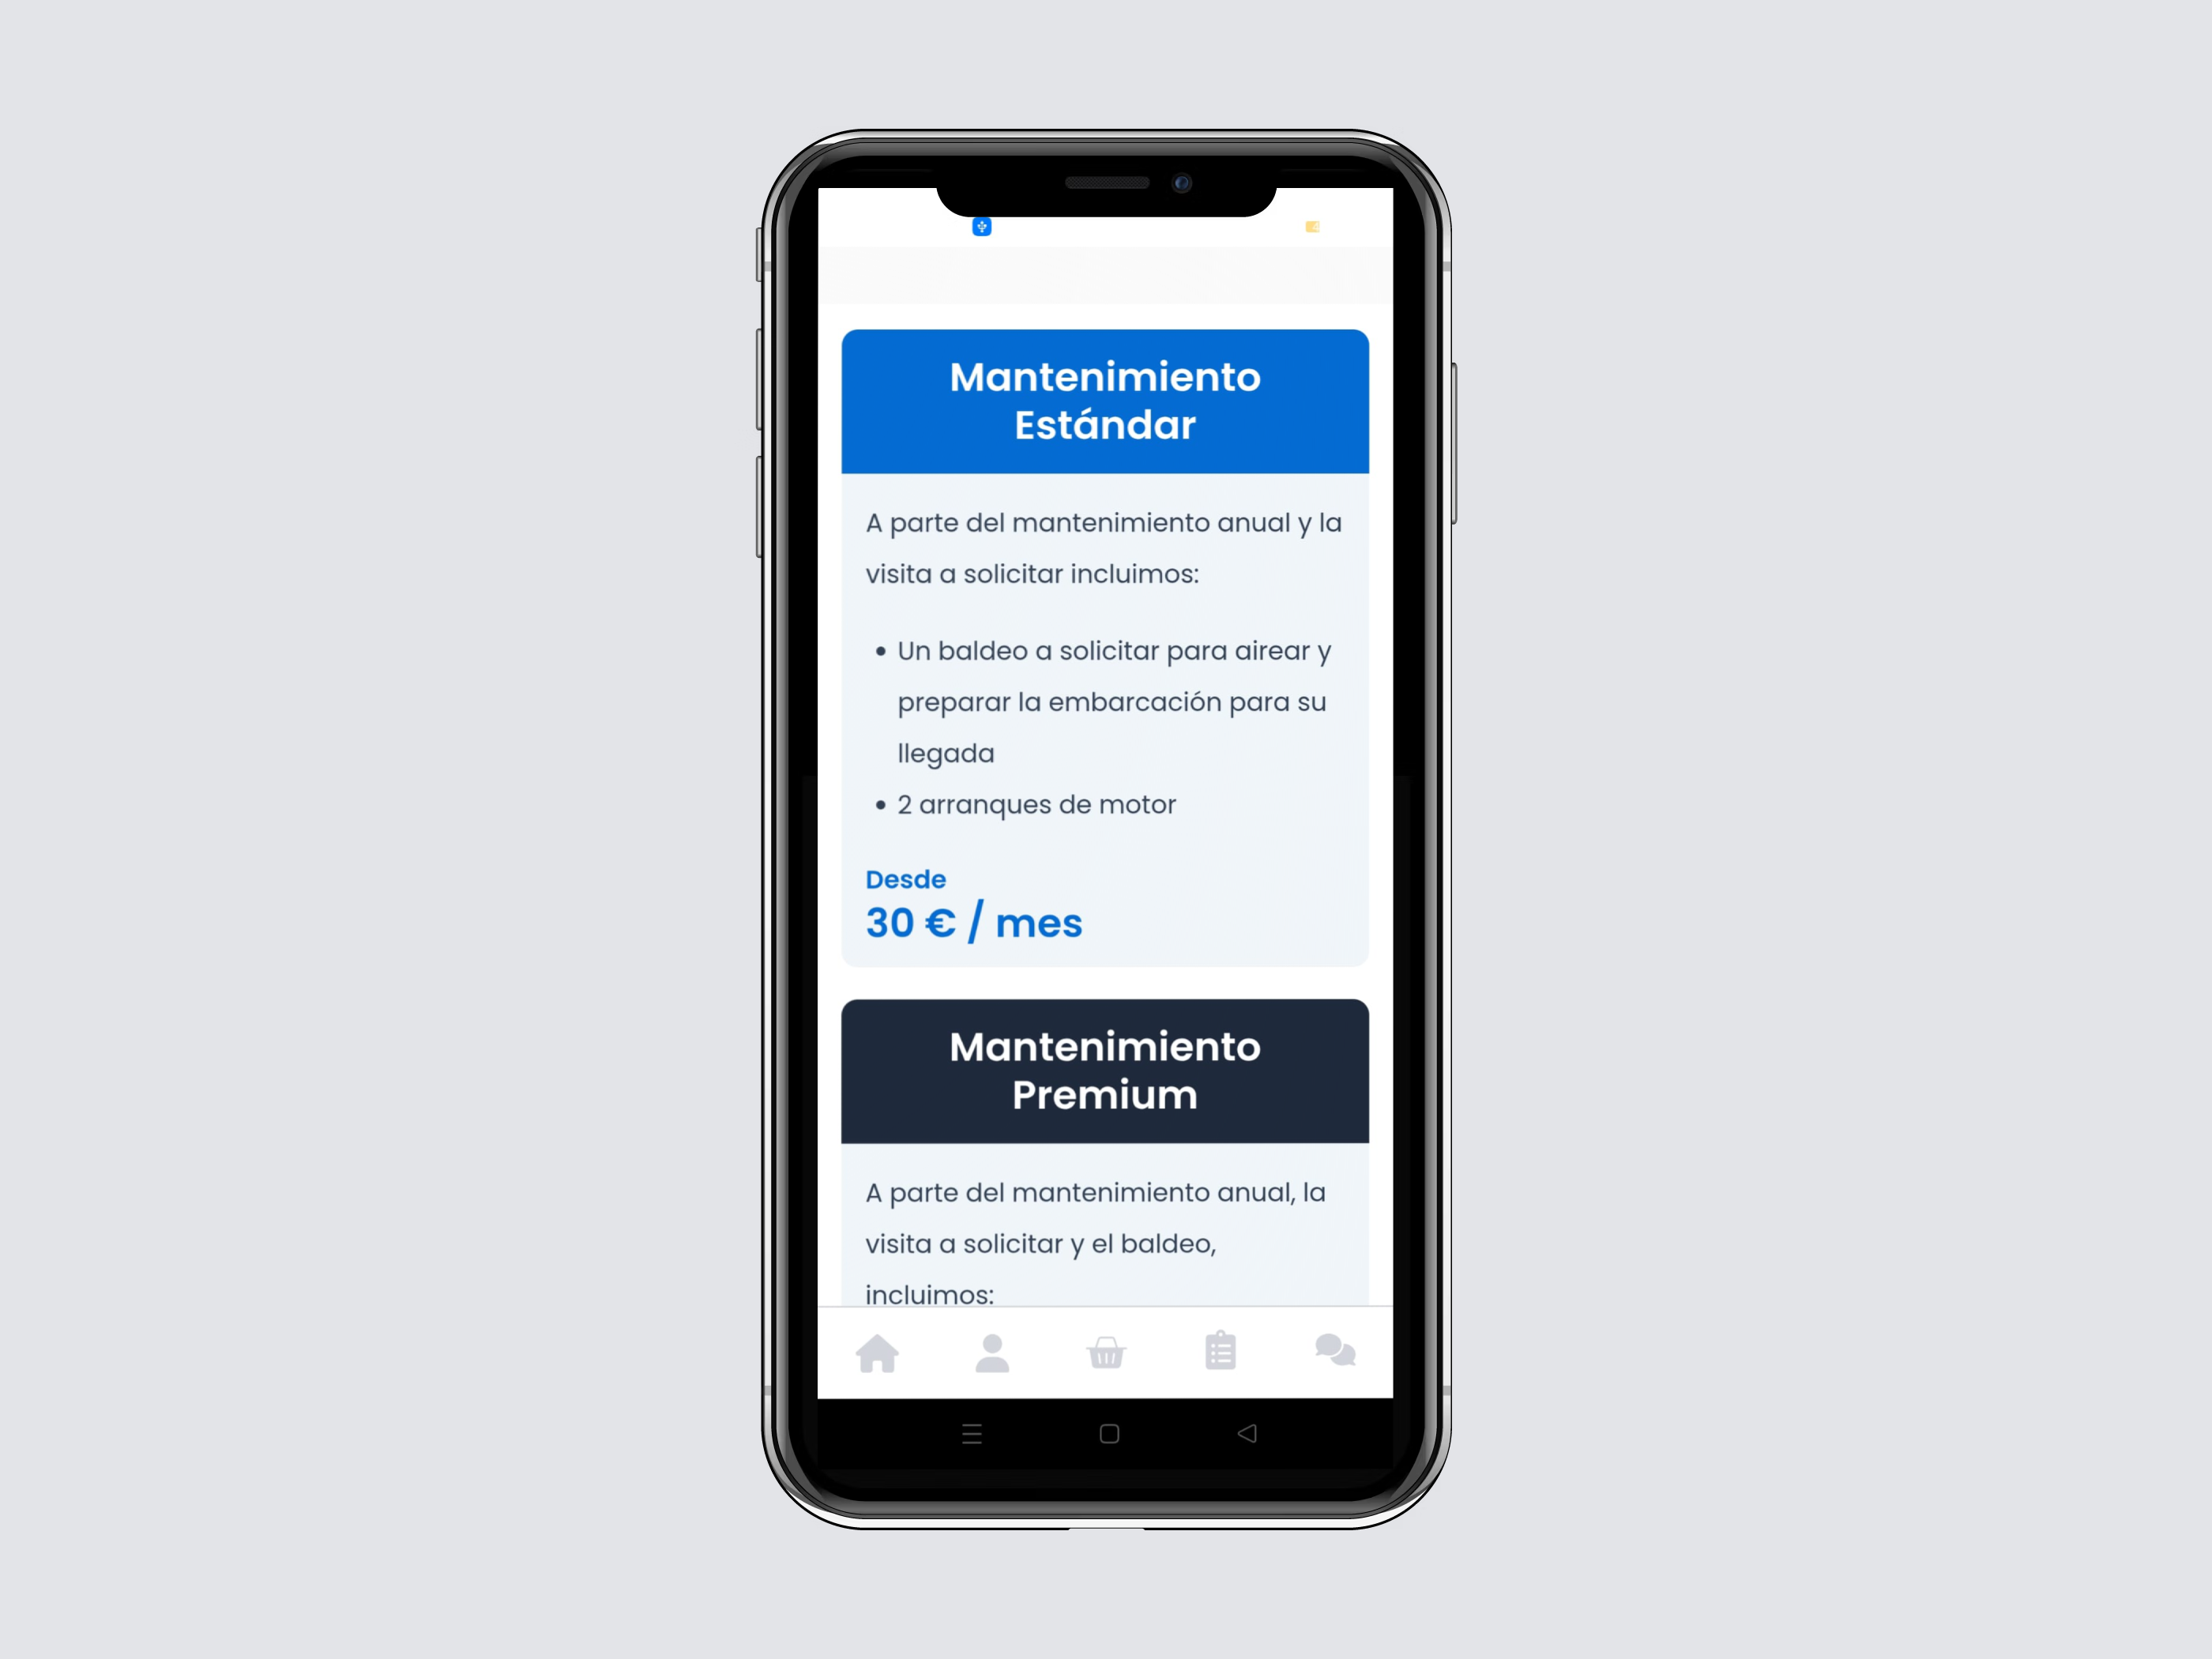 Mantenimiento
Estándar
A parte del mantenimiento anual y la
visita a solicitar incluimos:
• Un baldeo a solicitar para airear y
preparar la embarcación para su
llegada
• 2 arranques de motor
Desde
30 € / mes
Mantenimiento
Premium
A parte del mantenimiento anual, la
visita a solicitar y el baldeo,
incluimos: